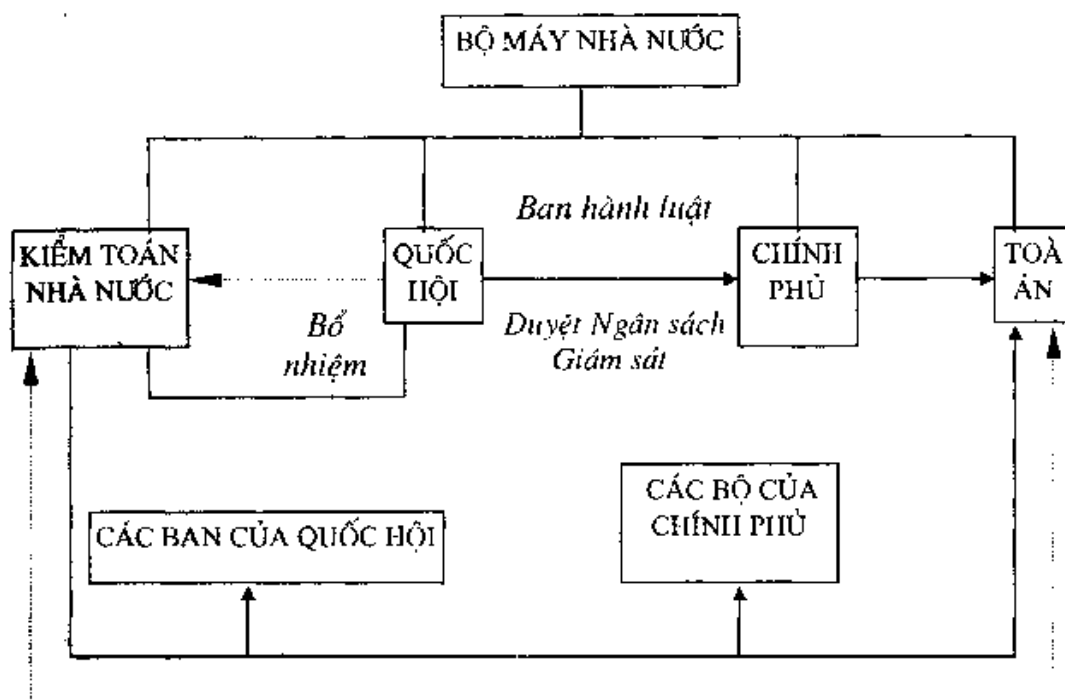 BỘ MÁY NHÀ NƯỚC
Ban hành luật
KIỂM TOÁN
NHÀ NƯỚC
QUỐC
HỘI
CHÍNH
PHỦ
TOÀ
ÁN
Bổ
nhiệm
Duyệt Ngân sách
Giám sát
CÁC BAN CỦA QUỐC HỘI
CÁC BỘ CỦA
CHÍNH PHỦ